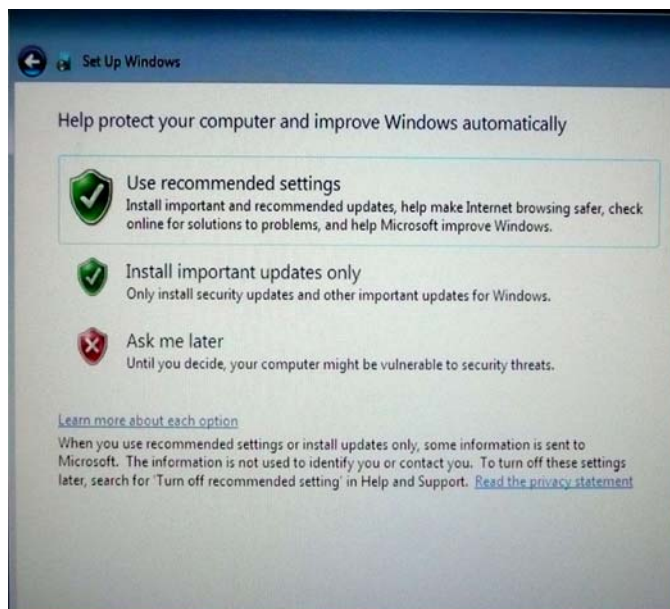 Set Up Windows
Help protect your computer and improve Windows automatically
Use recommended settings
Install important and recommended updates, help make Internet browsing safer, check
online for solutions to problems, and help Microsoft improve Windows.
Install important updates only
Only install security updates and other important updates for Windows.
Ask me later
Until you decide, your computer might be vulnerable to security threats.
Learn more about each option
When you use recommended settings or install updates only, some information is sent to
Microsoft. The information is not used to identify you or contact you. To turn off these settings
later, search for 'Turn off recommended setting' in Help and Support. Read the privacy statement